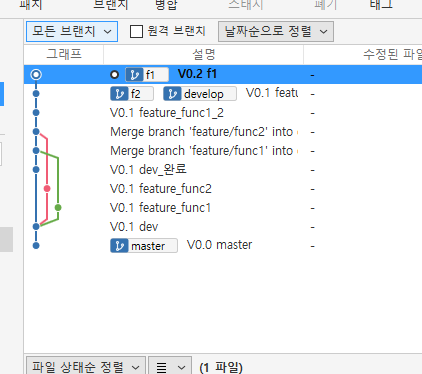 패치 브랜치 병합 스태시 폐기 태그
모든 브랜치 원격 브랜치 날짜순으로 정렬
그래프 설명 수정된 파일
f1 V0.2 f1 -
f2 develop V0.1 -
V0.1 feature_func1_2 -
Merge branch 'feature/func2' into -
Merge branch 'feature/func1' into -
V0.1 dev_완료 -
V0.1 feature_func2 -
V0.1 feature_func1 -
V0.1 dev -
master V0.0 master -
파일 상태순 정렬 (1 파일)